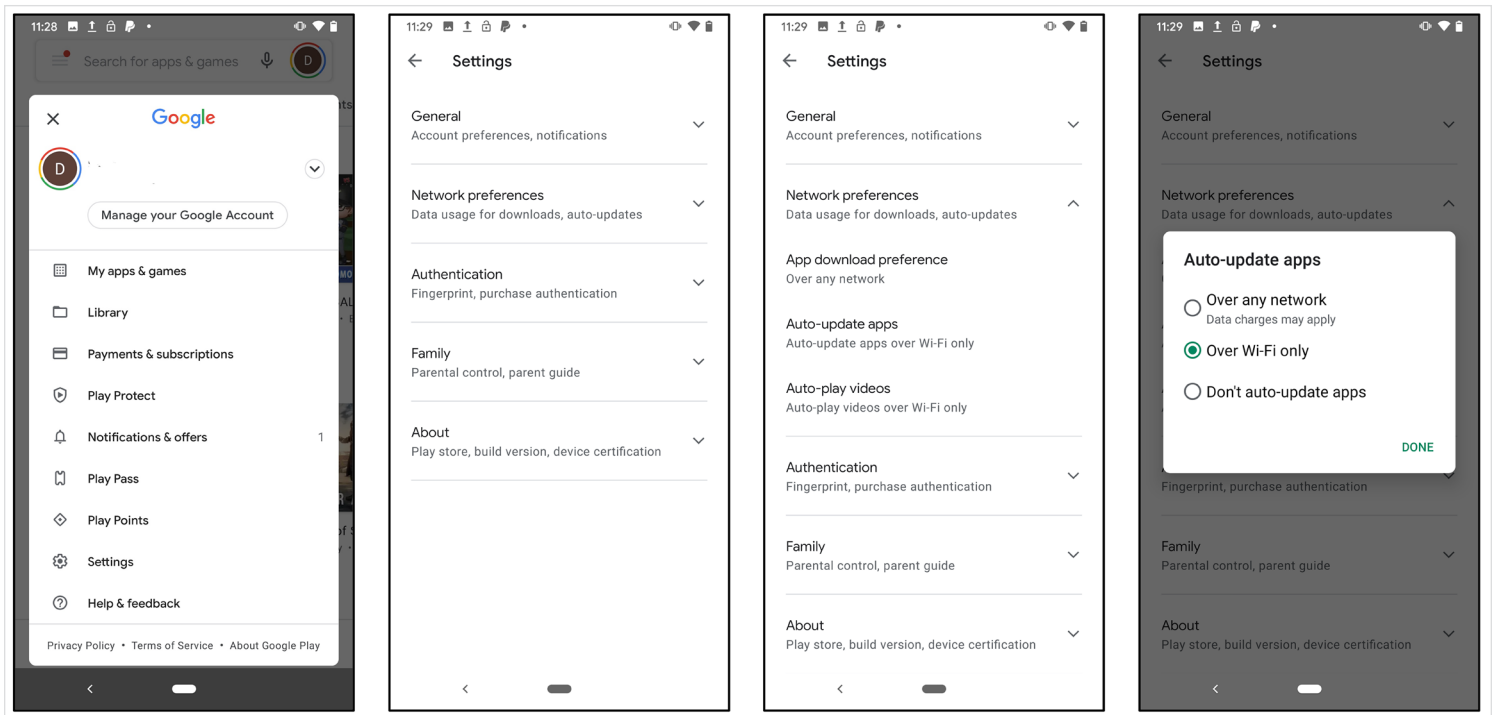 11:28
Search for apps & games
D
Google
D
Manage your Google Account
My apps & games
Library
Payments & subscriptions
Play Protect
Notifications & offers 1
Play Pass
Play Points
Settings
Help & feedback
Privacy Policy • Terms of Service • About Google Play
11:29
Settings
General
Account preferences, notifications
Network preferences
Data usage for downloads, auto-updates
Authentication
Fingerprint, purchase authentication
Family
Parental control, parent guide
About
Play store, build version, device certification
11:29
Settings
General
Account preferences, notifications
Network preferences
Data usage for downloads, auto-updates
App download preference
Over any network
Auto-update apps
Auto-update apps over Wi-Fi only
Auto-play videos
Auto-play videos over Wi-Fi only
Authentication
Fingerprint, purchase authentication
Family
Parental control, parent guide
About
Play store, build version, device certification
11:29
Settings
General
Account preferences, notifications
Network preferences
Data usage for downloads, auto-updates
Auto-update apps
Over any network
Data charges may apply
Over Wi-Fi only
Don't auto-update apps
DONE
Fingerprint, purchase authentication
Family
Parental control, parent guide
About
Play store, build version, device certification